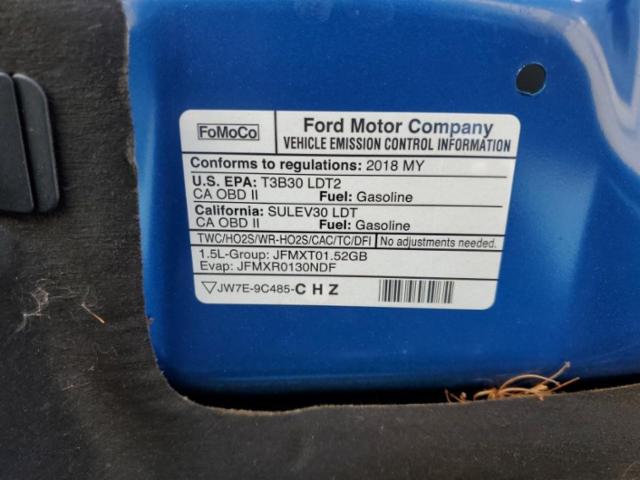 FoMoCo
Ford Motor Company
VEHICLE EMISSION CONTROL INFORMATION
Conforms to regulations: 2018 MY
U.S. EPA: T3B30 LDT2
CA OBD II Fuel: Gasoline
California: SULEV30 LDT
CA OBD II Fuel: Gasoline
TWC/HO2S/WR-HO2S/CAC/TC/DFI No adjustments needed.
1.5L-Group: JFMXT01.52GB
Evap: JFMXR0130NDF
JW7E-9C485-C H Z